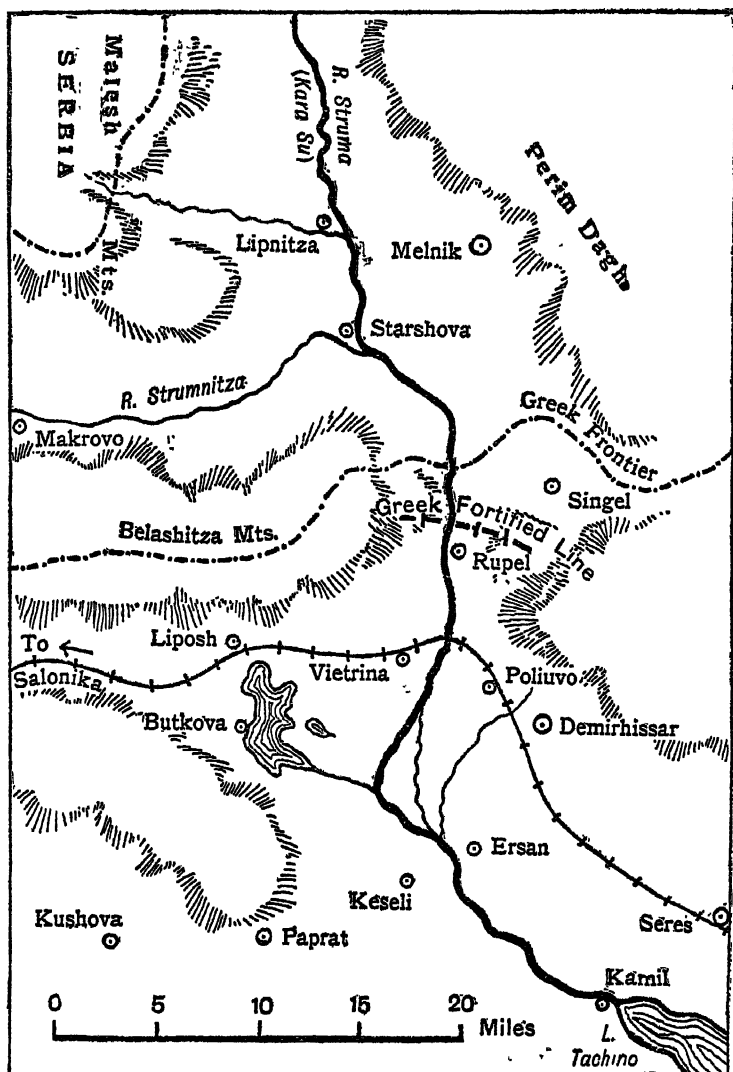 Malesh
Mts.
SERBIA
R. Struma
(Kara Su)
Perim Dagh
Lipnitza
Melnik
Starshova
R. Strumnitza
Makrovo
Greek Frontier
Singel
Greek Fortified Line
Belashitza Mts.
Rupel
To
Salonika
Liposh
Vietrina
Poliuvo
Butkova
Demirhissar
Ersan
Keseli
Seres
Kushova
Paprat
Kamil
0 5 10 15 20
Miles
L.
Tachino